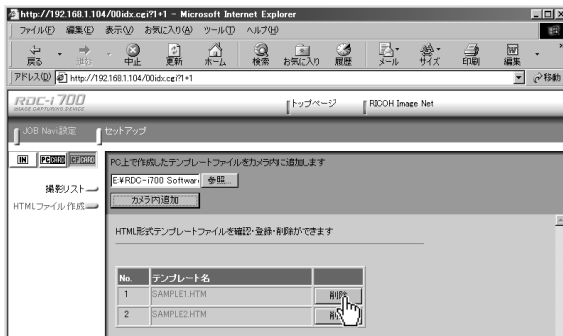 http://192.168.1.104/00idx.cgi?1+1 - Microsoft Internet Explorer
ファイル(F) 編集(E) 表示(V) お気に入り(A) ツール(T) ヘルプ(H)
戻る 進む 中止 更新 ホーム 検索 お気に入り 履歴 メール サイズ 印刷 編集
アドレス(D) http://192.168.1.104/00idx.cgi?1+1 移動
RDC-i 700
IMAGE CAPTURING DEVICE
トップページ RICOH Image Net
JOB Navi設定 セットアップ
IN PC CARD CF CARD
PC上で作成したテンプレートファイルをカメラ内に追加します
E:¥RDC-i700 Softwar 参照...
撮影リスト
カメラ内追加
HTMLファイル作成
HTML形式テンプレートファイルを確認・登録・削除ができます
No. テンプレート名
1 SAMPLE1.HTM 削除
2 SAMPLE2.HTM